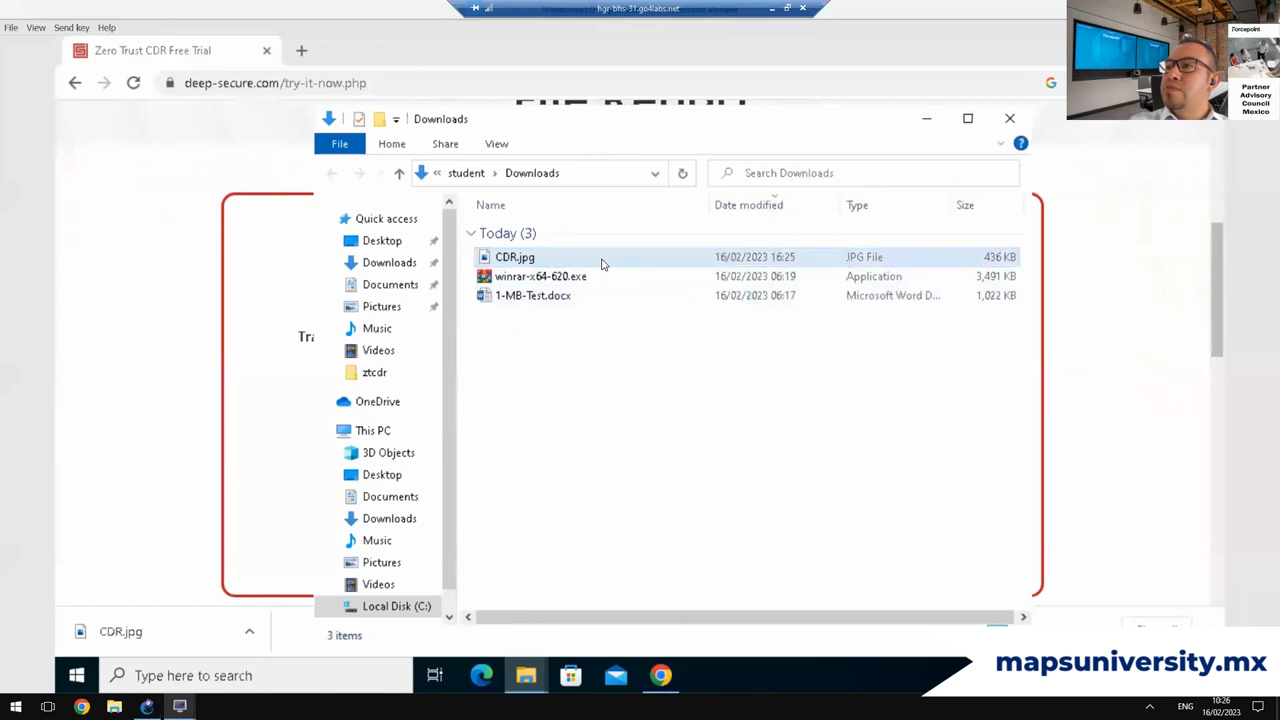 hgr-bhs-31.go4labs.net
File View Send key Help
Zero Trust CDR Free Trial
deep-secure.com/try-it-now.php
Forcepoint
Partner
Advisory
Council
Mexico
Downloads
File Home Share View
student > Downloads
Search Downloads
Name Date modified Type Size
Today (3)
CDR.jpg 16/02/2023 16:25 JPG File 436 KB
winrar-x64-620.exe 16/02/2023 06:19 Application 3,491 KB
1-MB-Test.docx 16/02/2023 06:17 Microsoft Word D... 1,022 KB
Quick access
Desktop
Downloads
Documents
Pictures
Music
Videos
ztcdr
OneDrive
This PC
3D Objects
Desktop
Documents
Downloads
Music
Pictures
Videos
Local Disk (C:)
3 items
Tra
CDR.jpg
mapsuniversity.mx
Type here to search
ENG
10:26
16/02/2023